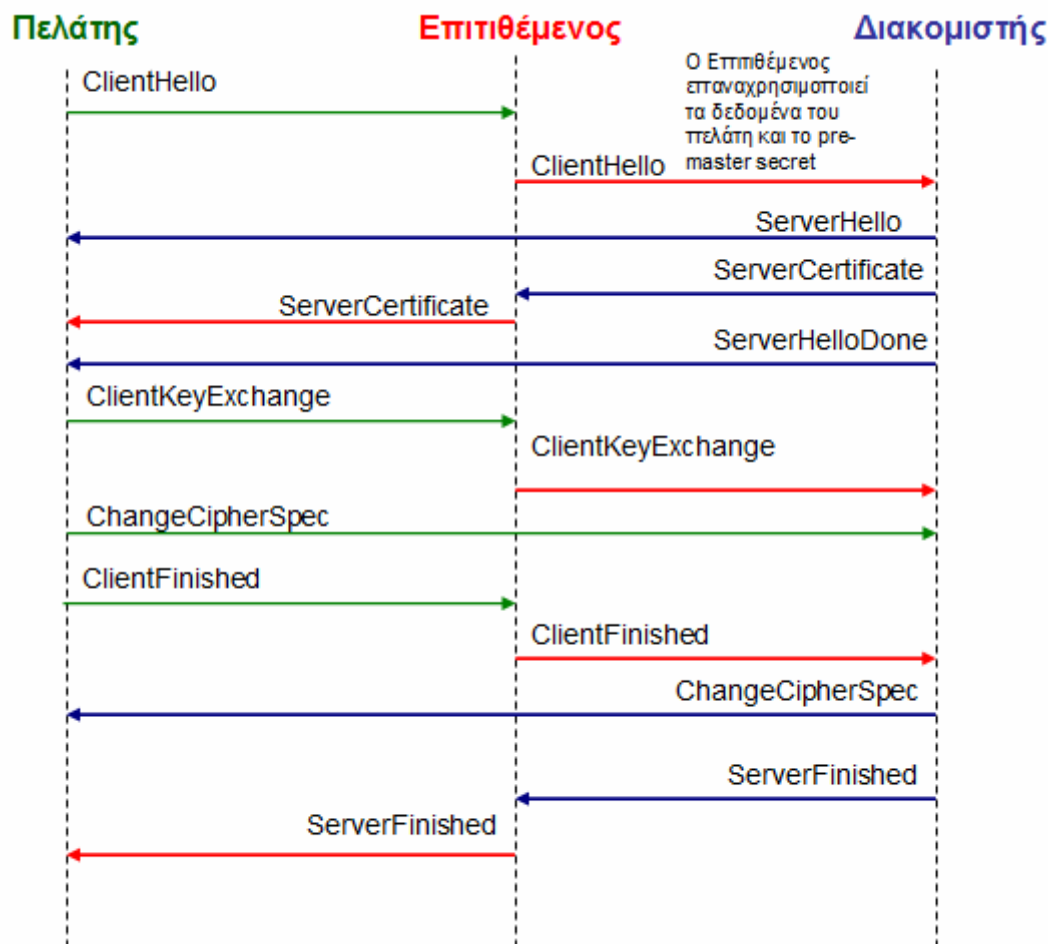 Πελάτης Επιτιθέμενος Διακομιστής
ClientHello
Ο Επιτιθέμενος
επαναχρησιμοποιεί
τα δεδομένα του
πελάτη και το pre-
master secret
ClientHello
ServerHello
ServerCertificate
ServerCertificate
ServerHelloDone
ClientKeyExchange
ClientKeyExchange
ChangeCipherSpec
ClientFinished
ClientFinished
ChangeCipherSpec
ServerFinished
ServerFinished